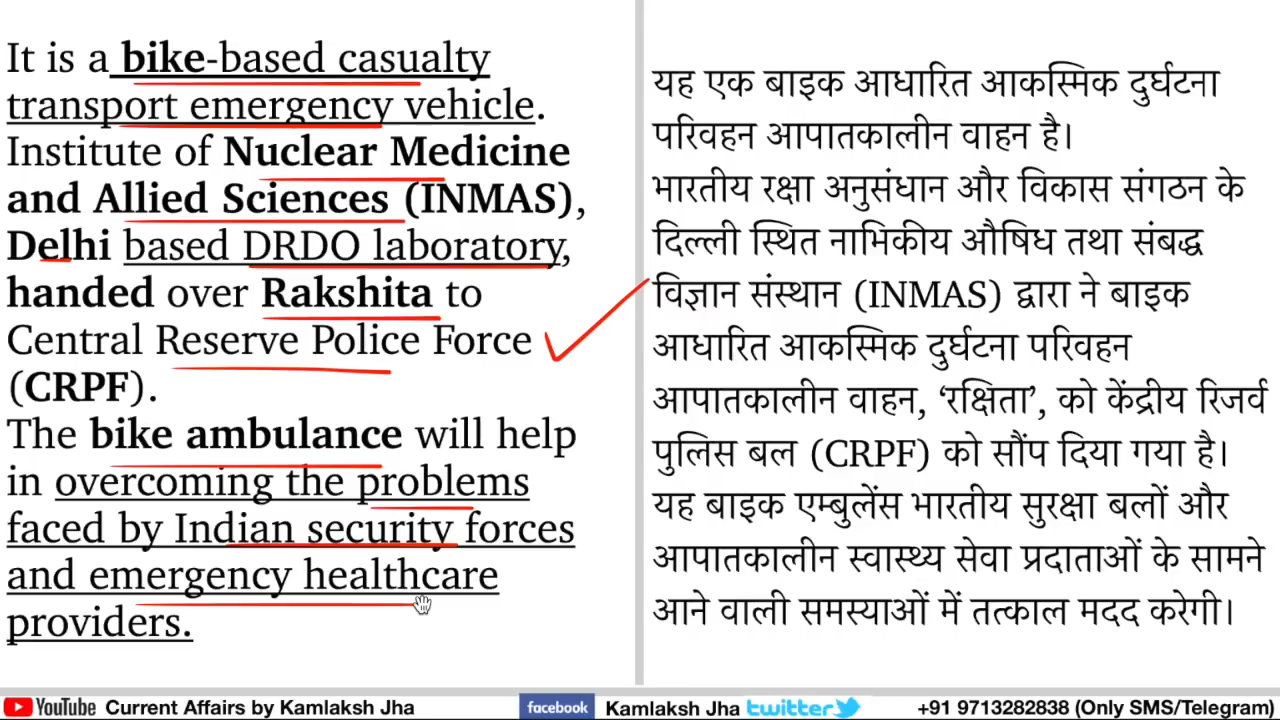 It is a bike-based casualty
transport emergency vehicle.
Institute of Nuclear Medicine
and Allied Sciences (INMAS),
Delhi based DRDO laboratory,
handed over Rakshita to
Central Reserve Police Force
(CRPF).
The bike ambulance will help
in overcoming the problems
faced by Indian security forces
and emergency healthcare
providers.
यह एक बाइक आधारित आकस्मिक दुर्घटना
परिवहन आपातकालीन वाहन है।
भारतीय रक्षा अनुसंधान और विकास संगठन के
दिल्ली स्थित नाभिकीय औषिध तथा संबद्ध
विज्ञान संस्थान (INMAS) द्वारा ने बाइक
आधारित आकस्मिक दुर्घटना परिवहन
आपातकालीन वाहन, ‘रक्षिता’, को केंद्रीय रिजर्व
पुलिस बल (CRPF) को सौंप दिया गया है।
यह बाइक एम्बुलेंस भारतीय सुरक्षा बलों और
आपातकालीन स्वास्थ्य सेवा प्रदाताओं के सामने
आने वाली समस्याओं में तत्काल मदद करेगी।
YouTube Current Affairs by Kamlaksh Jha facebook Kamlaksh Jha twitter +91 9713282838 (Only SMS/Telegram)